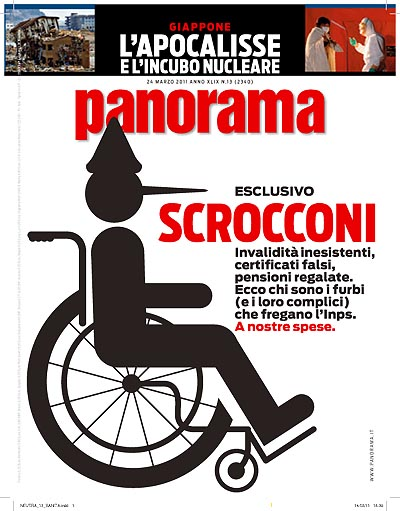 GIAPPONE
L'APOCALISSE
E L'INCUBO NUCLEARE
24 MARZO 2011 ANNO XLIX N.13 (2340)
panorama
ESCLUSIVO
SCROCCONI
Invalidità inesistenti,
certificati falsi,
pensioni regalate.
Ecco chi sono i furbi
(e i loro complici)
che fregano l'Inps.
A nostre spese.
WWW.PANORAMA.IT